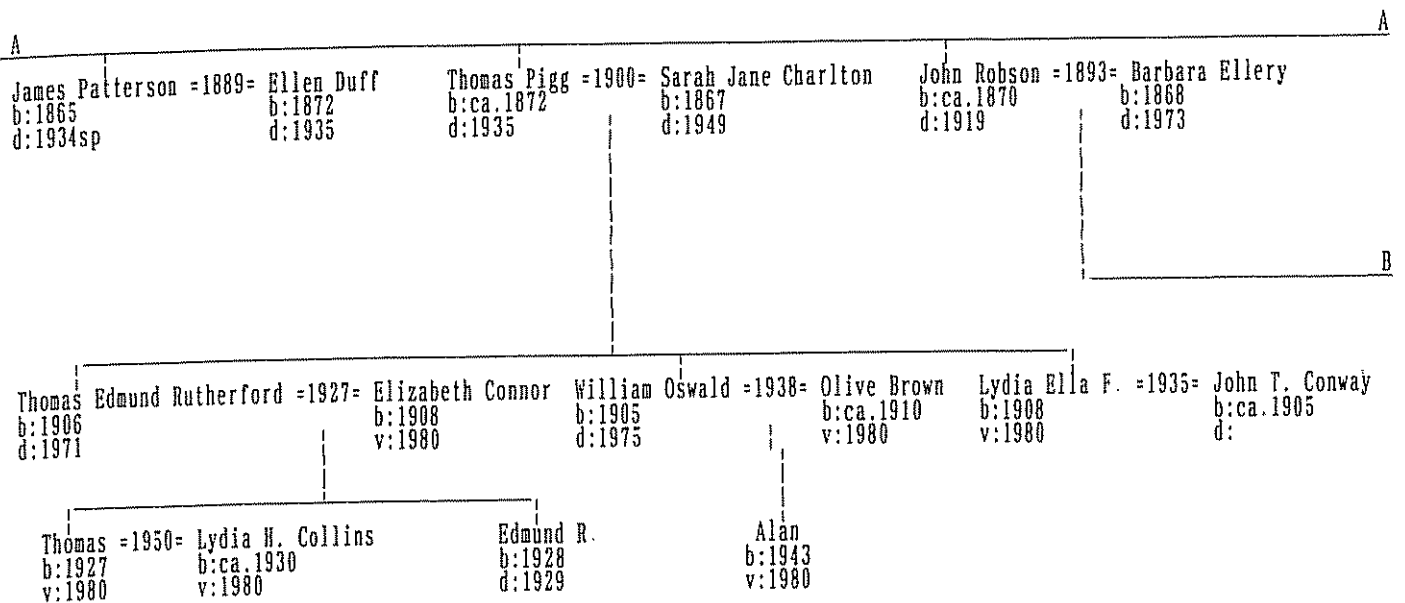 A A
James Patterson =1889= Ellen Duff Thomas Pigg =1900= Sarah Jane Charlton John Robson =1893= Barbara Ellery
b:1865 b:1872 b:ca.1872 b:1867 b:ca.1870 b:1868
d:1934sp d:1935 d:1935 d:1949 d:1919 d:1973
B
Thomas Edmund Rutherford =1927= Elizabeth Connor William Oswald =1938= Olive Brown Lydia Ella F. =1935= John T. Conway
b:1906 b:1908 b:1905 b:ca.1910 b:1908 b:ca.1905
d:1971 v:1980 d:1975 v:1980 v:1980 d:
Thomas =1950= Lydia H. Collins Edmund R. Alan
b:1927 b:ca.1930 b:1928 b:1943
v:1980 v:1980 d:1929 v:1980